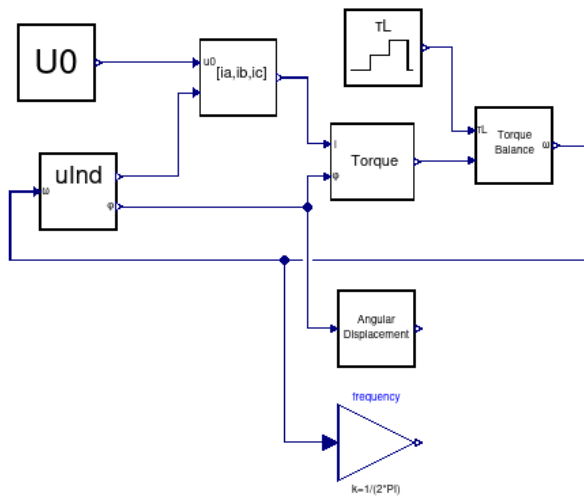 τL
U0
u0
[ia,ib,ic]
τL
Torque
Balance
ω
I
Torque
φ
uInd
ω
φ
Angular
Displacement
frequency
k=1/(2*PI)